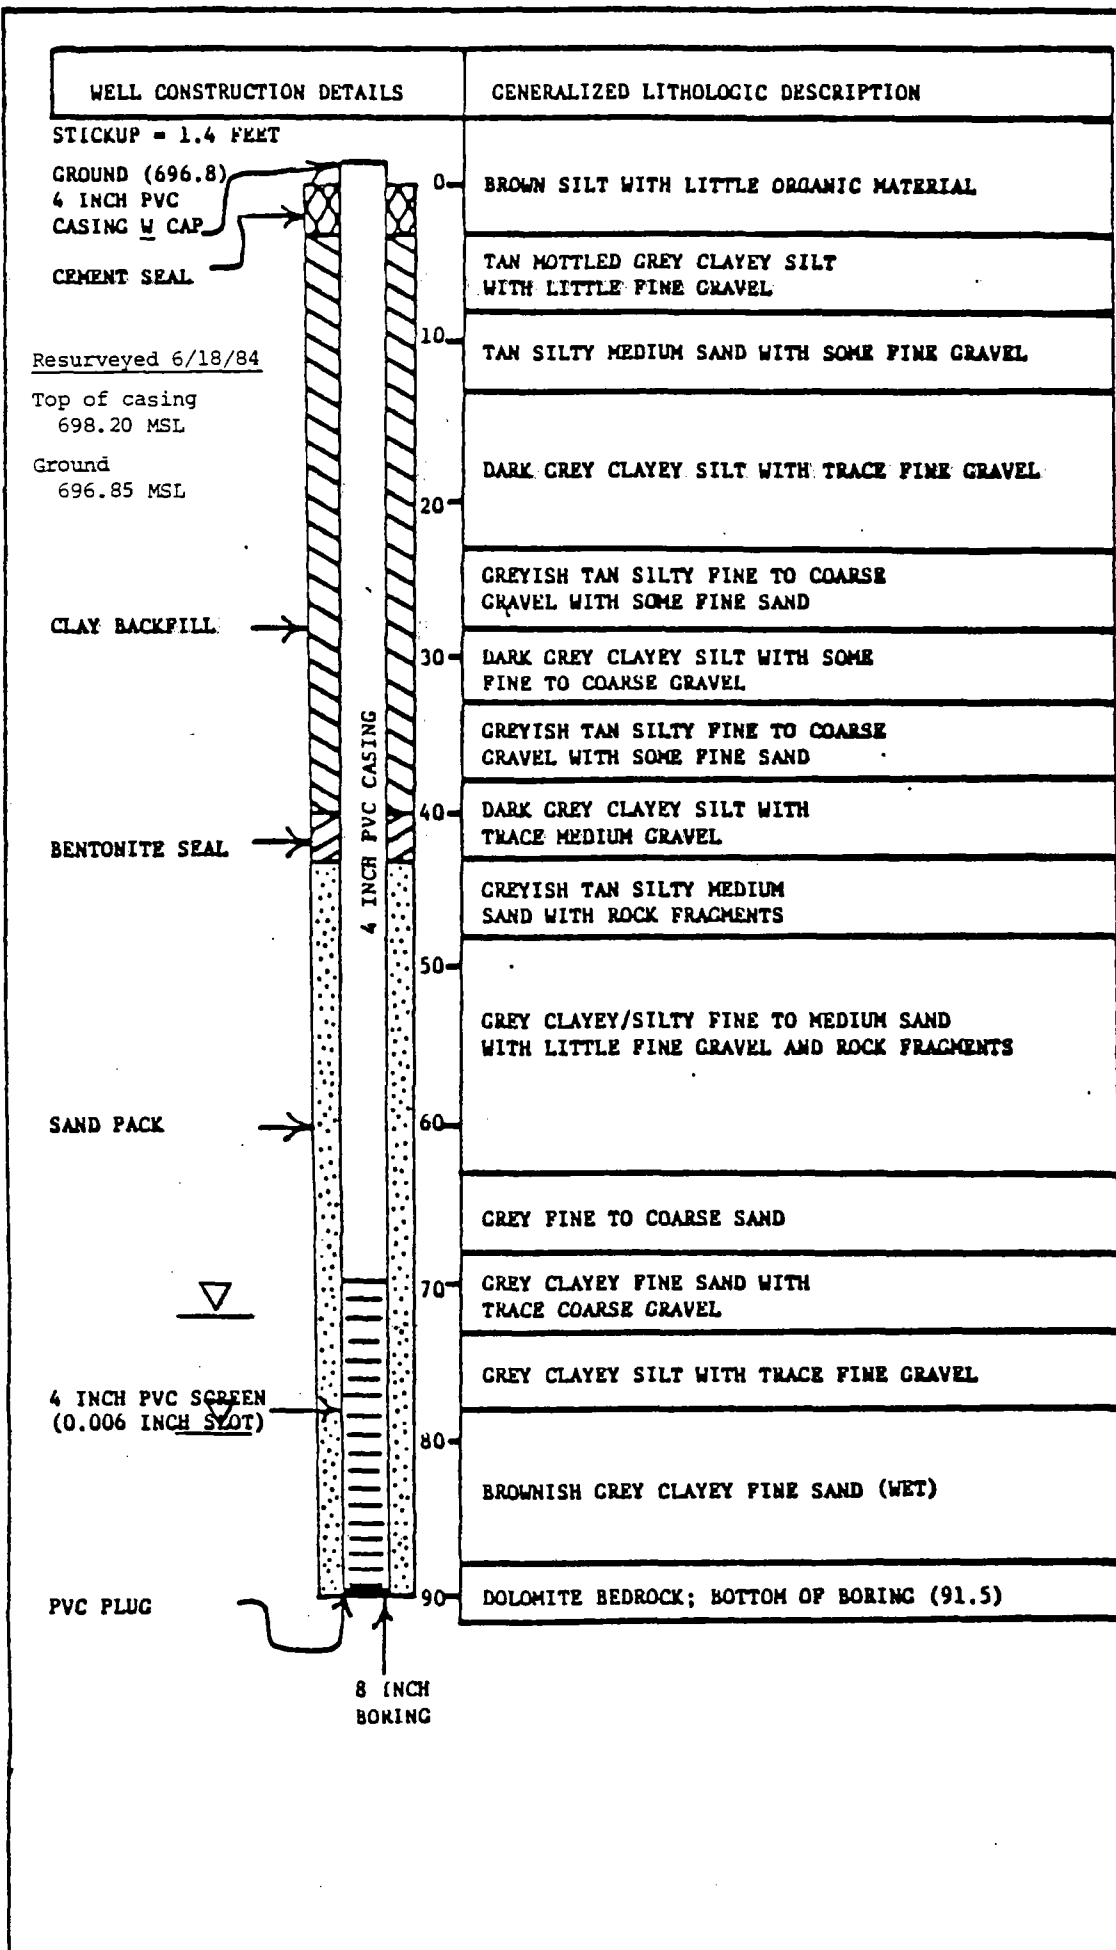 WELL CONSTRUCTION DETAILS
GENERALIZED LITHOLOGIC DESCRIPTION
STICKUP = 1.4 FEET
GROUND (696.8)
4 INCH PVC
CASING W CAP
CEMENT SEAL
Resurveyed 6/18/84
Top of casing
698.20 MSL
Ground
696.85 MSL
CLAY BACKFILL
BENTONITE SEAL
SAND PACK
4 INCH PVC SCREEN
(0.006 INCH SLOT)
PVC PLUG
4 INCH PVC CASING
8 INCH
BORING
0
10
20
30
40
50
60
70
80
90
BROWN SILT WITH LITTLE ORGANIC MATERIAL
TAN MOTTLED GREY CLAYEY SILT
WITH LITTLE FINE GRAVEL
TAN SILTY MEDIUM SAND WITH SOME FINE GRAVEL
DARK GREY CLAYEY SILT WITH TRACE FINE GRAVEL
GREYISH TAN SILTY FINE TO COARSE
GRAVEL WITH SOME FINE SAND
DARK GREY CLAYEY SILT WITH SOME
FINE TO COARSE GRAVEL
GREYISH TAN SILTY FINE TO COARSE
GRAVEL WITH SOME FINE SAND
DARK GREY CLAYEY SILT WITH
TRACE MEDIUM GRAVEL
GREYISH TAN SILTY MEDIUM
SAND WITH ROCK FRAGMENTS
GREY CLAYEY/SILTY FINE TO MEDIUM SAND
WITH LITTLE FINE GRAVEL AND ROCK FRAGMENTS
GREY FINE TO COARSE SAND
GREY CLAYEY FINE SAND WITH
TRACE COARSE GRAVEL
GREY CLAYEY SILT WITH TRACE FINE GRAVEL
BROWNISH GREY CLAYEY FINE SAND (WET)
DOLOMITE BEDROCK; BOTTOM OF BORING (91.5)